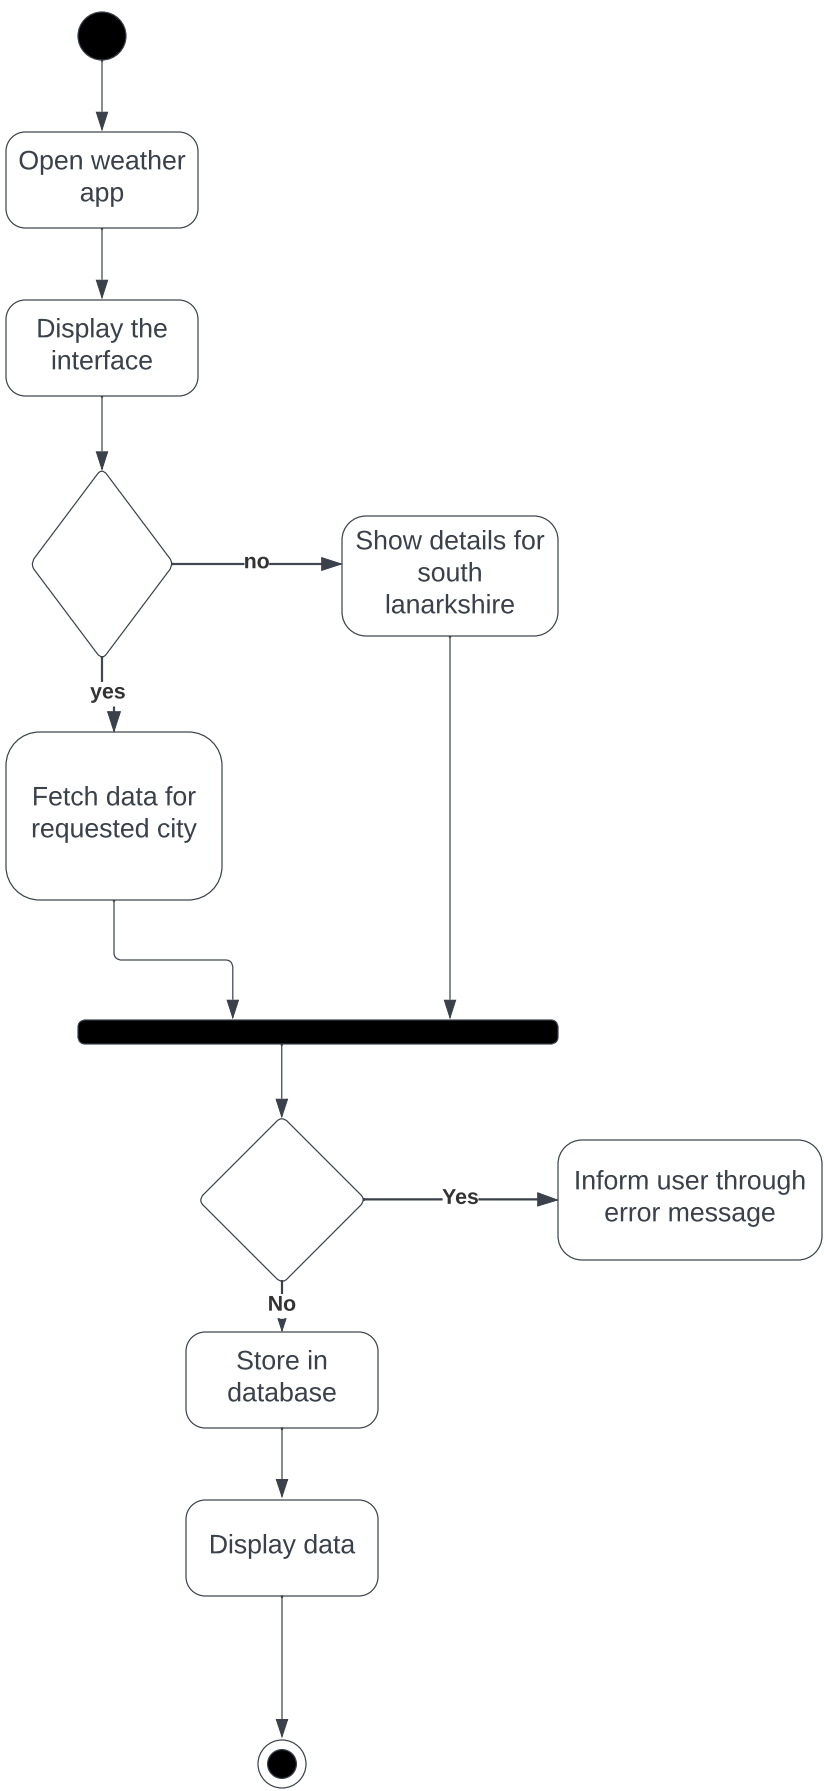 Open weather
app
Display the
interface
no
Show details for
south
lanarkshire
yes
Fetch data for
requested city
Yes
Inform user through
error message
No
Store in
database
Display data